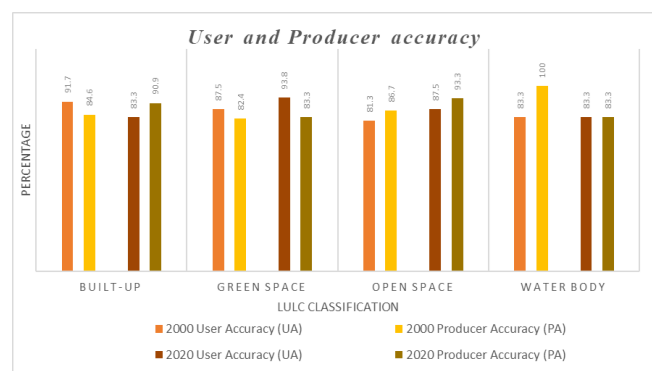 User and Producer accuracy
91.7 84.6 83.3 90.9 87.5 82.4 93.8 83.3 81.3 86.7 87.5 93.3 83.3 100 83.3 83.3
PERCENTAGE
BUILT-UP GREEN SPACE OPEN SPACE WATER BODY
LULC CLASSIFICATION
2000 User Accuracy (UA) 2000 Producer Accuracy (PA)
2020 User Accuracy (UA) 2020 Producer Accuracy (PA)